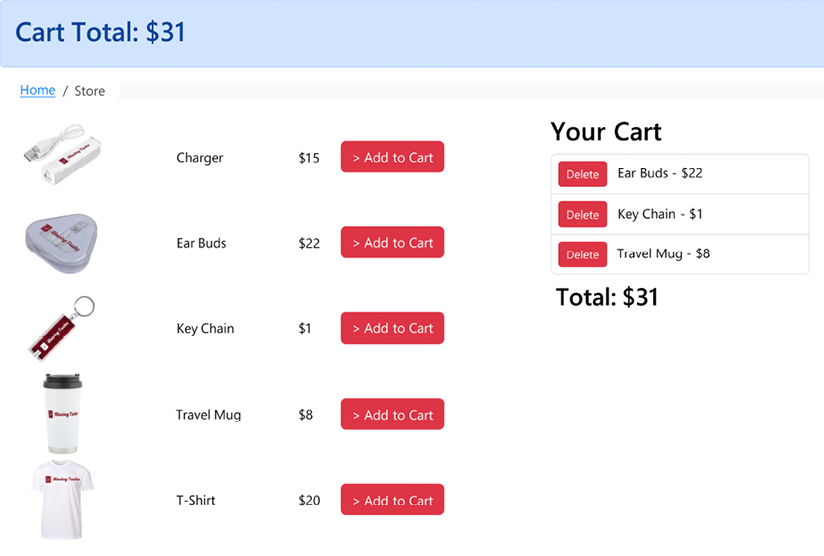 Cart Total: $31
Home / Store
Charger $15 > Add to Cart
Ear Buds $22 > Add to Cart
Key Chain $1 > Add to Cart
Travel Mug $8 > Add to Cart
T-Shirt $20 > Add to Cart
Your Cart
Delete Ear Buds - $22
Delete Key Chain - $1
Delete Travel Mug - $8
Total: $31